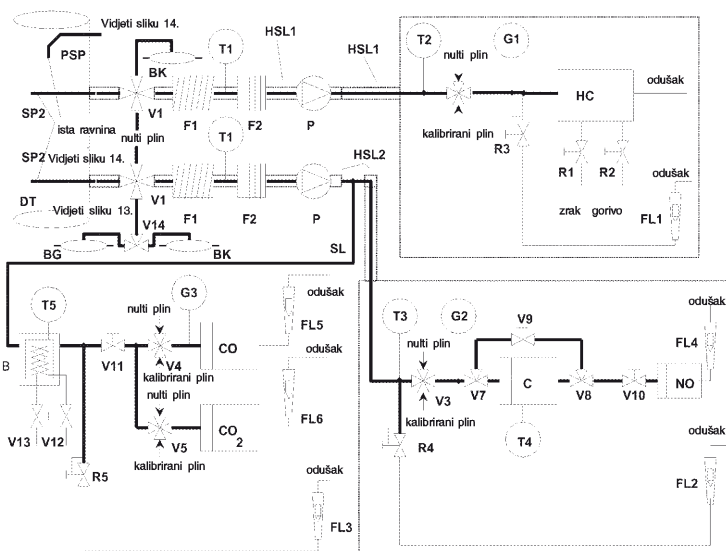 Vidjeti sliku 14.
PSP
BK
T1
HSL1
HSL1
T2
nulti plin
G1
HC
odušak
SP2
ista ravnina
V1
nulti plin
F1
F2
P
kalibrirani plin
R3
R1
R2
T1
HSL2
SP2
Vidjeti sliku 14.
odušak
zrak
gorivo
FL1
DT
Vidjeti sliku 13.
V1
V14
F1
F2
P
BG
BK
SL
T5
G3
nulti plin
odušak
FL5
T3
G2
V9
odušak
FL4
B
V11
V4
CO
kalibrirani plin
nulti plin
odušak
nulti plin
V3
V7
C
V8
V10
NO
kalibrirani plin
V13
V12
V5
CO
2
kalibrirani plin
FL6
R4
T4
odušak
R5
odušak
FL3
FL2